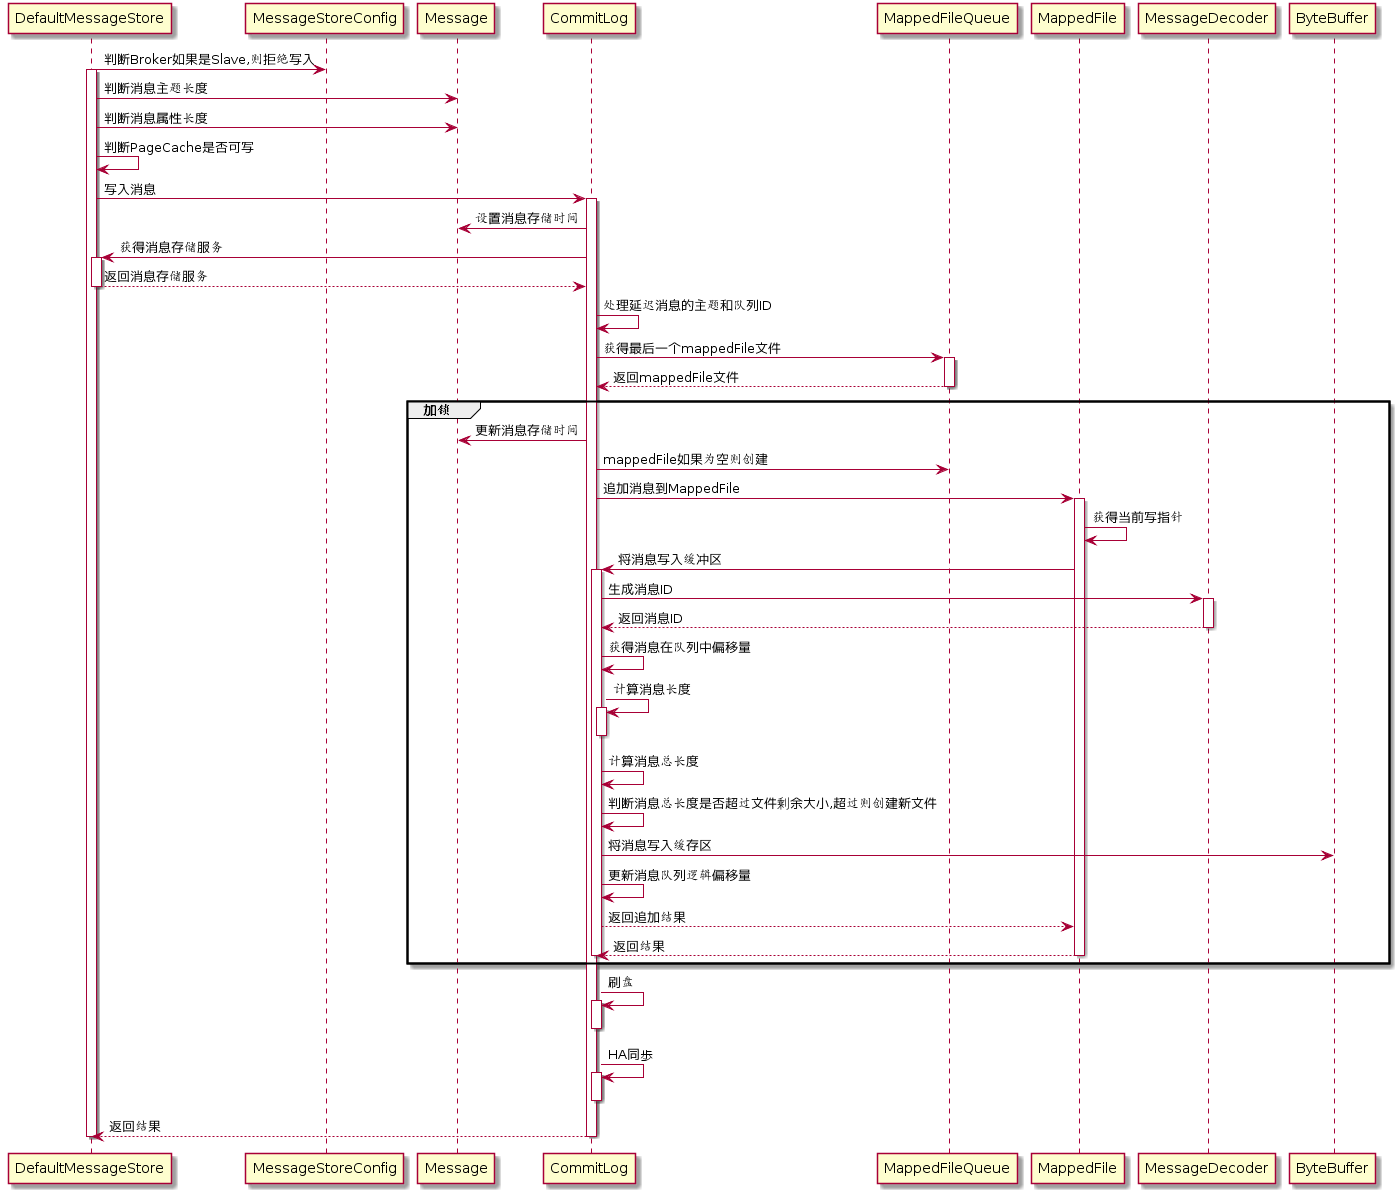 DefaultMessageStore MessageStoreConfig Message CommitLog MappedFileQueue MappedFile MessageDecoder ByteBuffer
判断Broker如果是Slave,则拒绝写入
判断消息主题长度
判断消息属性长度
判断PageCache是否可写
写入消息
设置消息存储时间
获得消息存储服务
返回消息存储服务
处理延迟消息的主题和队列ID
获得最后一个mappedFile文件
返回mappedFile文件
加锁
更新消息存储时间
mappedFile如果为空则创建
追加消息到MappedFile
获得当前写指针
将消息写入缓冲区
生成消息ID
返回消息ID
获得消息在队列中偏移量
计算消息长度
计算消息总长度
判断消息总长度是否超过文件剩余大小,超过则创建新文件
将消息写入缓存区
更新消息队列逻辑偏移量
返回追加结果
返回结果
刷盘
HA同步
返回结果
DefaultMessageStore MessageStoreConfig Message CommitLog MappedFileQueue MappedFile MessageDecoder ByteBuffer